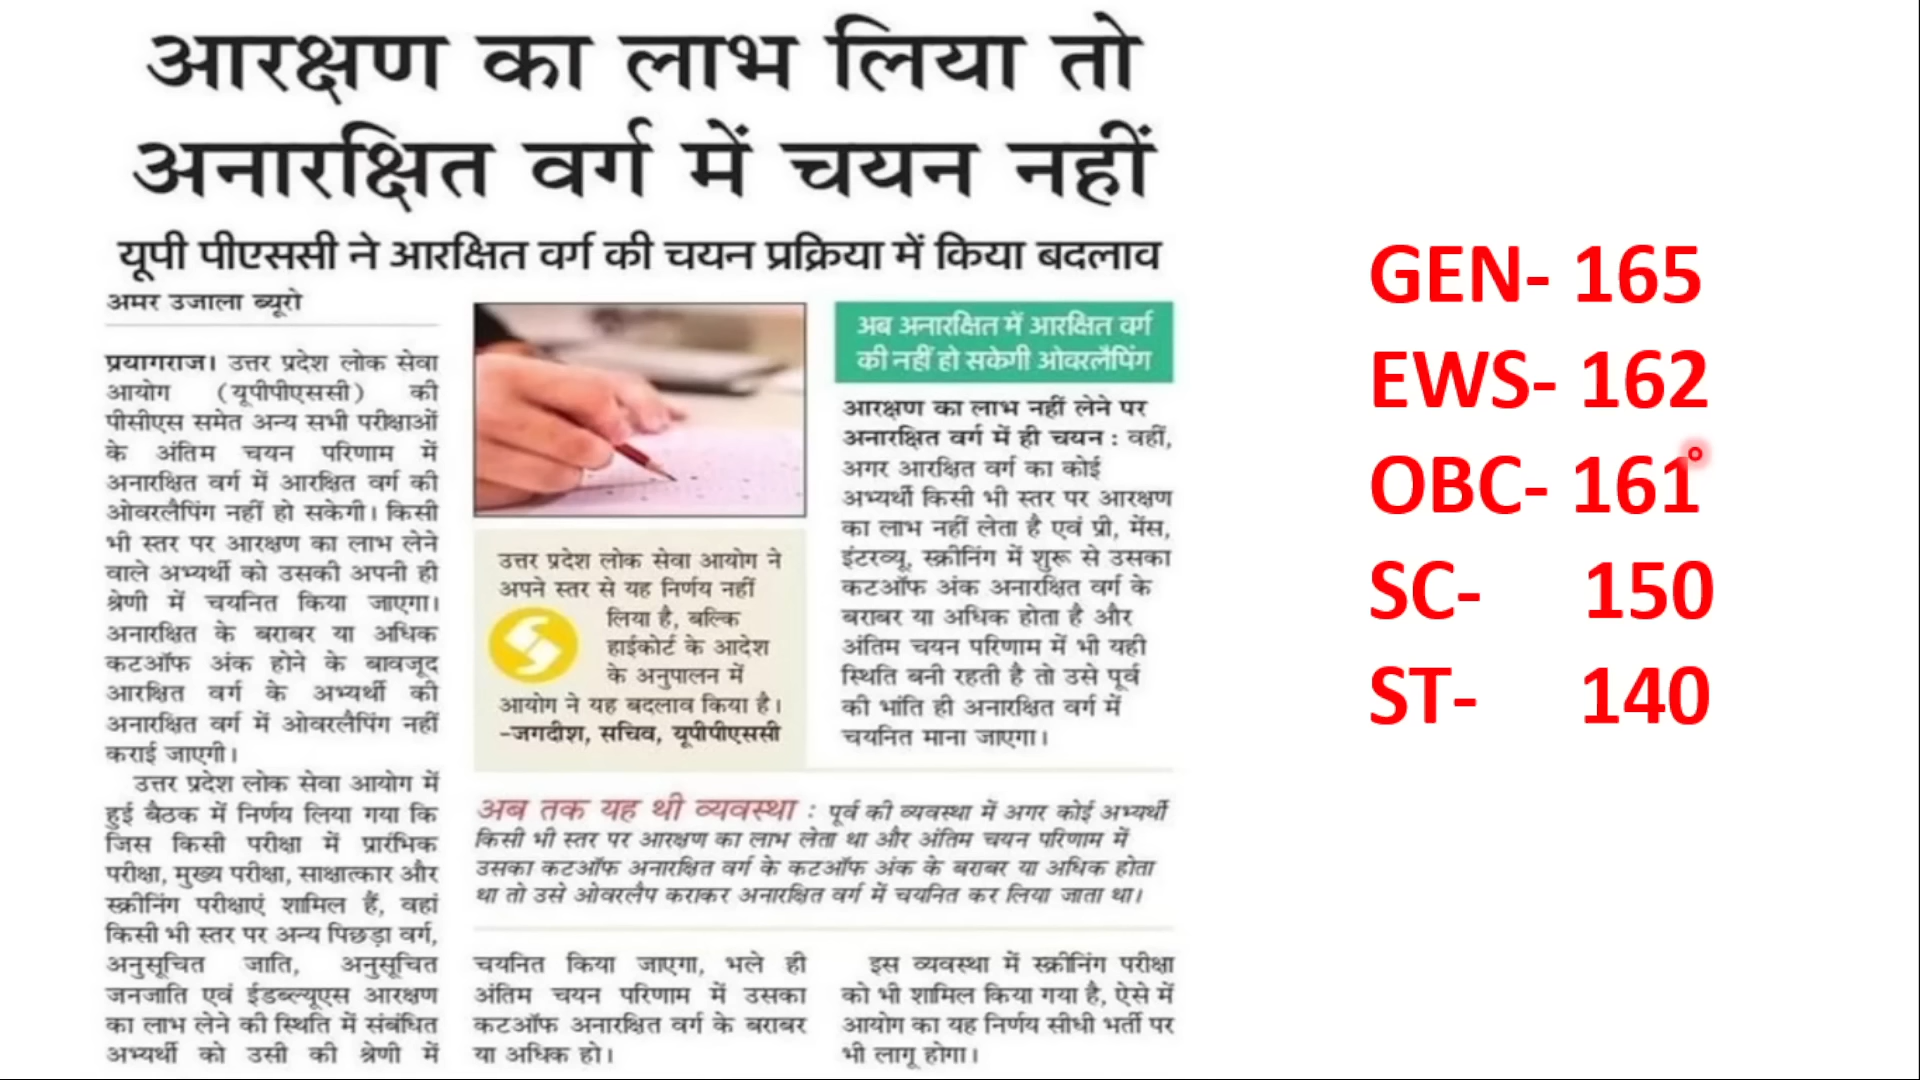 आरक्षण का लाभ लिया तो
अनारक्षित वर्ग में चयन नहीं
यूपी पीएससी ने आरक्षित वर्ग की चयन प्रक्रिया में किया बदलाव
अमर उजाला ब्यूरो
प्रयागराज। उत्तर प्रदेश लोक सेवा
आयोग (यूपीपीएससी) की
पीसीएस समेत अन्य सभी परीक्षाओं
के अंतिम चयन परिणाम में
अनारक्षित वर्ग में आरक्षित वर्ग की
ओवरलैपिंग नहीं हो सकेगी। किसी
भी स्तर पर आरक्षण का लाभ लेने
वाले अभ्यर्थी को उसकी अपनी ही
श्रेणी में चयनित किया जाएगा।
अनारक्षित के बराबर या अधिक
कटऑफ अंक होने के बावजूद
आरक्षित वर्ग के अभ्यर्थी की
अनारक्षित वर्ग में ओवरलैपिंग नहीं
कराई जाएगी।
उत्तर प्रदेश लोक सेवा आयोग में
हुई बैठक में निर्णय लिया गया कि
जिस किसी परीक्षा में प्रारंभिक
परीक्षा, मुख्य परीक्षा, साक्षात्कार और
स्क्रीनिंग परीक्षाएं शामिल हैं, वहां
किसी भी स्तर पर अन्य पिछड़ा वर्ग,
अनुसूचित जाति, अनुसूचित
जनजाति एवं ईडब्ल्यूएस आरक्षण
का लाभ लेने की स्थिति में संबंधित
अभ्यर्थी को उसी की श्रेणी में
उत्तर प्रदेश लोक सेवा आयोग ने
अपने स्तर से यह निर्णय नहीं
लिया है, बल्कि
हाईकोर्ट के आदेश
के अनुपालन में
आयोग ने यह बदलाव किया है।
-जगदीश, सचिव, यूपीपीएससी
अब अनारक्षित में आरक्षित वर्ग
की नहीं हो सकेगी ओवरलैपिंग
आरक्षण का लाभ नहीं लेने पर
अनारक्षित वर्ग में ही चयन : वहीं,
अगर आरक्षित वर्ग का कोई
अभ्यर्थी किसी भी स्तर पर आरक्षण
का लाभ नहीं लेता है एवं प्री, मेंस,
इंटरव्यू, स्क्रीनिंग में शुरू से उसका
कटऑफ अंक अनारक्षित वर्ग के
बराबर या अधिक होता है और
अंतिम चयन परिणाम में भी यही
स्थिति बनी रहती है तो उसे पूर्व
की भांति ही अनारक्षित वर्ग में
चयनित माना जाएगा।
अब तक यह थी व्यवस्था : पूर्व की व्यवस्था में अगर कोई अभ्यर्थी
किसी भी स्तर पर आरक्षण का लाभ लेता था और अंतिम चयन परिणाम में
उसका कटऑफ अनारक्षित वर्ग के कटऑफ अंक के बराबर या अधिक होता
था तो उसे ओवरलैप कराकर अनारक्षित वर्ग में चयनित कर लिया जाता था।
चयनित किया जाएगा, भले ही
अंतिम चयन परिणाम में उसका
कटऑफ अनारक्षित वर्ग के बराबर
या अधिक हो।
इस व्यवस्था में स्क्रीनिंग परीक्षा
को भी शामिल किया गया है, ऐसे में
आयोग का यह निर्णय सीधी भर्ती पर
भी लागू होगा।
GEN- 165
EWS- 162
OBC- 161
SC- 150
ST- 140